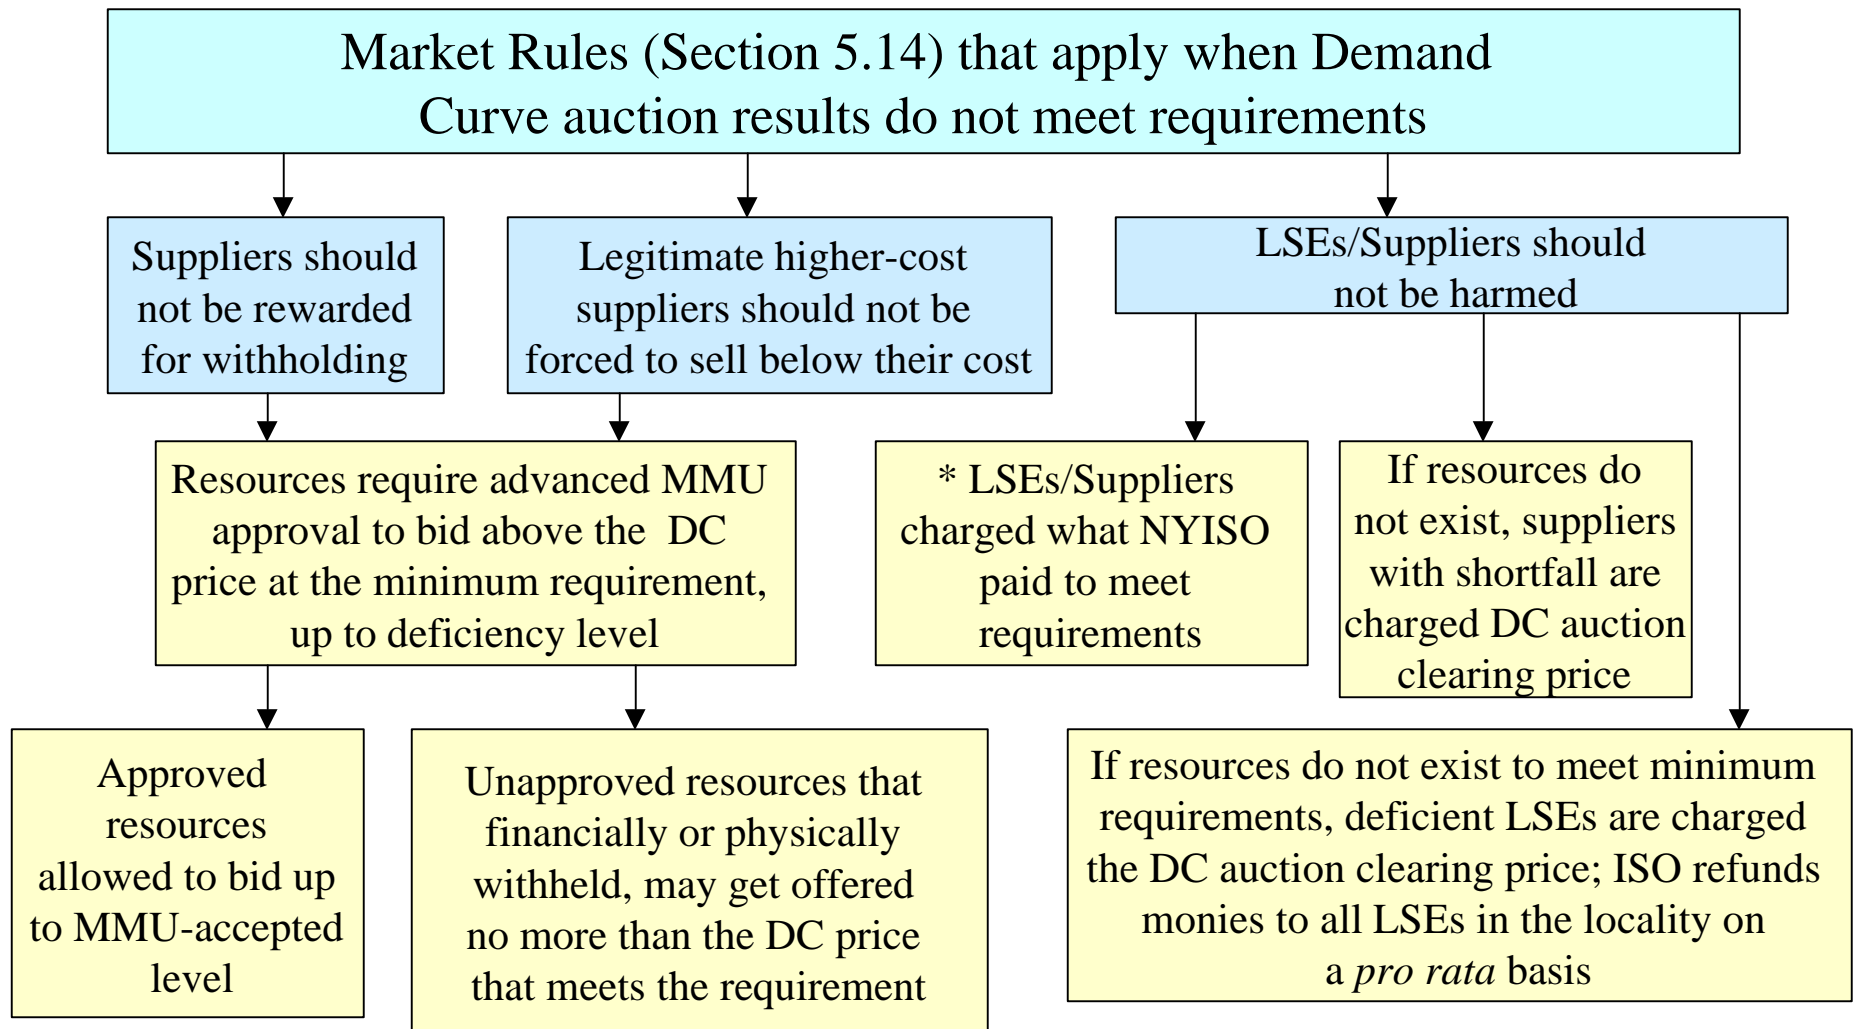 Market Rules (Section 5.14) that apply when Demand
Curve auction results do not meet requirements
Suppliers should
not be rewarded
for withholding
Legitimate higher-cost
suppliers should not be
forced to sell below their cost
LSEs/Suppliers should
not be harmed
Resources require advanced MMU
approval to bid above the DC
price at the minimum requirement,
up to deficiency level
* LSEs/Suppliers
charged what NYISO
paid to meet
requirements
If resources do
not exist, suppliers
with shortfall are
charged DC auction
clearing price
Approved
resources
allowed to bid up
to MMU-accepted
level
Unapproved resources that
financially or physically
withheld, may get offered
no more than the DC price
that meets the requirement
If resources do not exist to meet minimum
requirements, deficient LSEs are charged
the DC auction clearing price; ISO refunds
monies to all LSEs in the locality on
a pro rata basis